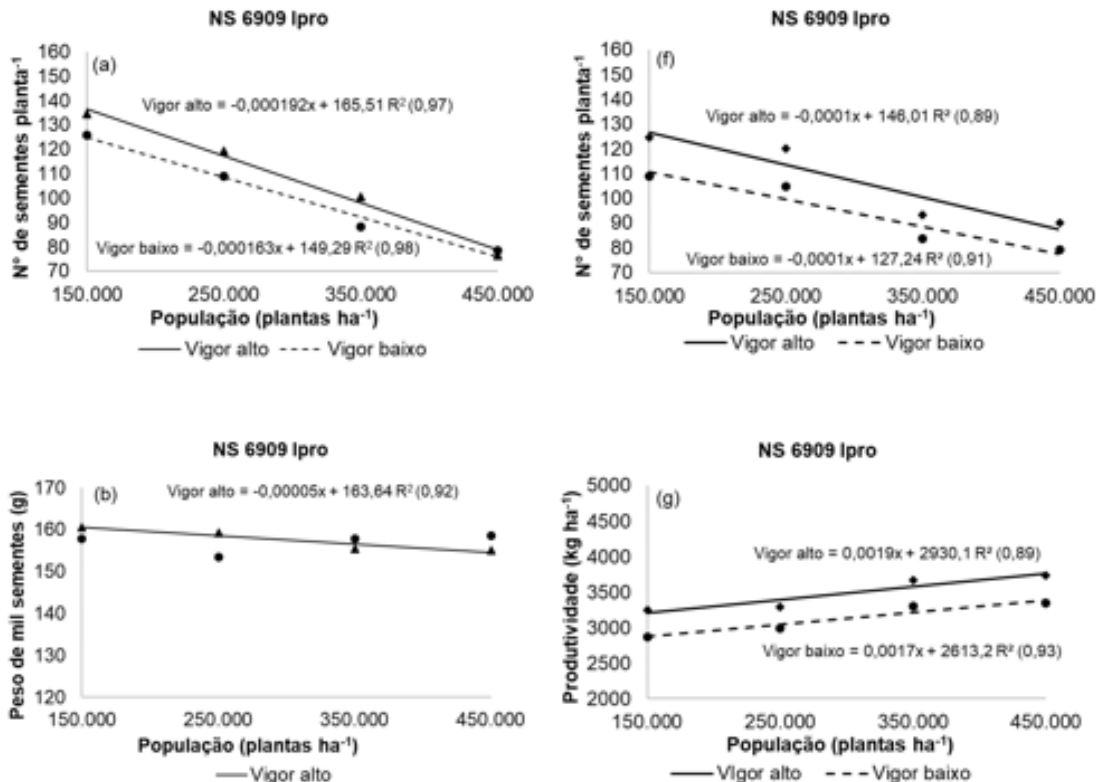 NS 6909 Ipro
(a)
160
150
140
130
120
110
100
90
80
70
N° de sementes planta⁻¹
Vigor alto = -0,000192x + 165,51 R² (0,97)
Vigor baixo = -0,000163x + 149,29 R² (0,98)
150.000 250.000 350.000 450.000
População (plantas ha⁻¹)
Vigor alto Vigor baixo
NS 6909 Ipro
(f)
160
150
140
130
120
110
100
90
80
70
N° de sementes planta⁻¹
Vigor alto = -0,0001x + 146,01 R² (0,89)
Vigor baixo = -0,0001x + 127,24 R² (0,91)
150.000 250.000 350.000 450.000
População (plantas ha⁻¹)
Vigor alto Vigor baixo
NS 6909 Ipro
(b)
170
160
150
140
130
120
Peso de mil sementes (g)
Vigor alto = -0,00005x + 163,64 R² (0,92)
150.000 250.000 350.000 450.000
População (plantas ha⁻¹)
Vigor alto
NS 6909 Ipro
(g)
5000
4500
4000
3500
3000
2500
2000
Produtividade (kg ha⁻¹)
Vigor alto = 0,0019x + 2930,1 R² (0,89)
Vigor baixo = 0,0017x + 2613,2 R² (0,93)
150.000 250.000 350.000 450.000
População (plantas ha⁻¹)
VIgor alto Vigor baixo